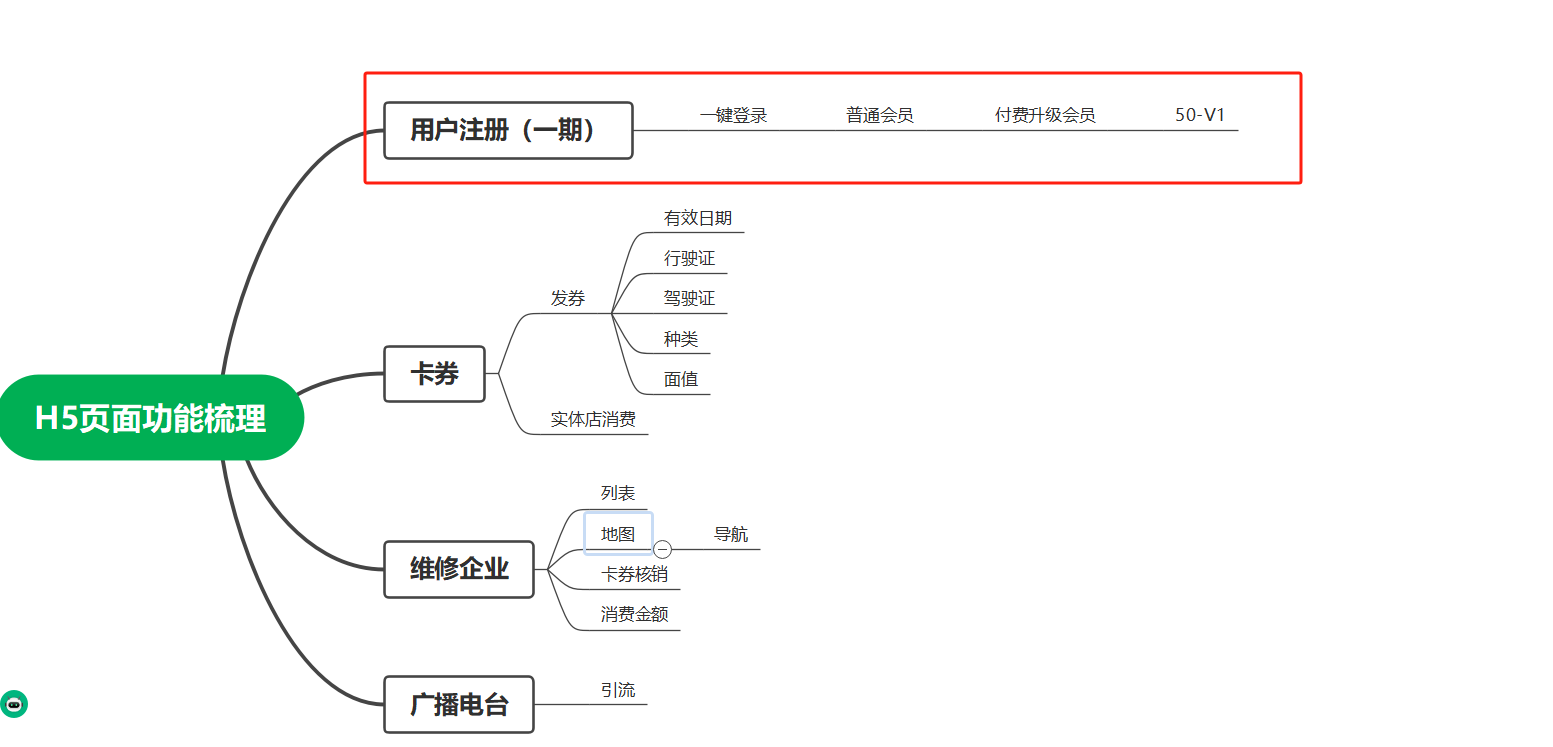 用户注册（一期）
一键登录
普通会员
付费升级会员
50-V1
有效日期
行驶证
驾驶证
种类
面值
发券
卡券
实体店消费
H5页面功能梳理
列表
地图
导航
卡券核销
消费金额
维修企业
广播电台
引流